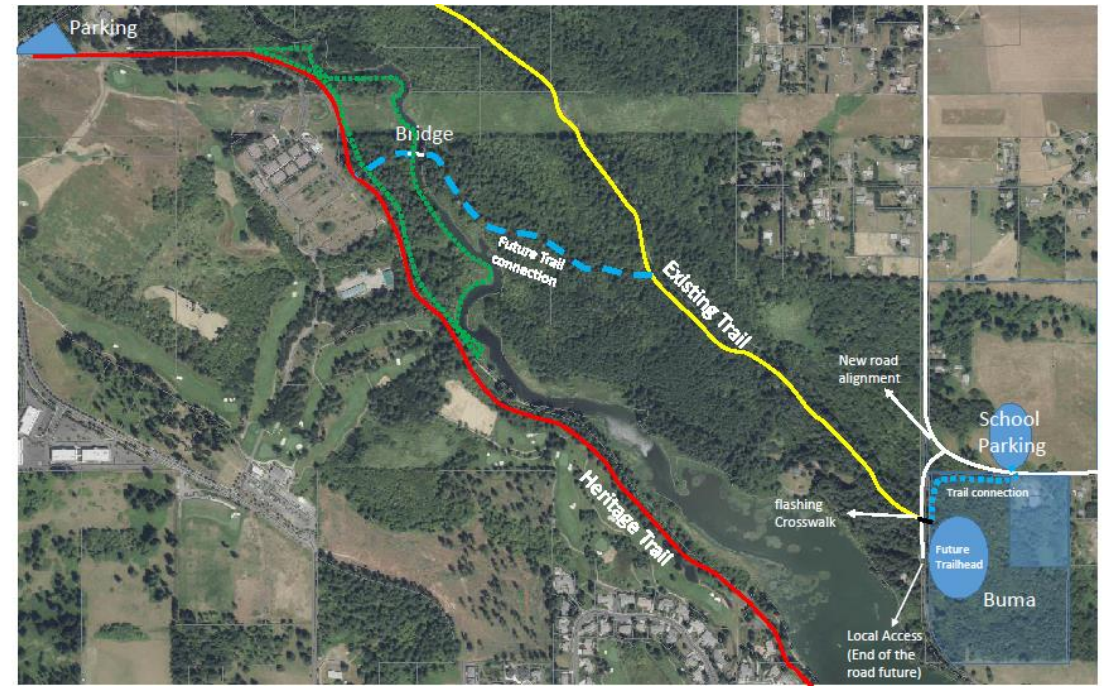 Parking
Bridge
Future Trail
connection
Existing Trail
New road
alignment
School
Parking
Trail connection
flashing
Crosswalk
Heritage Trail
Future
Trailhead
Buma
Local Access
(End of the
road future)